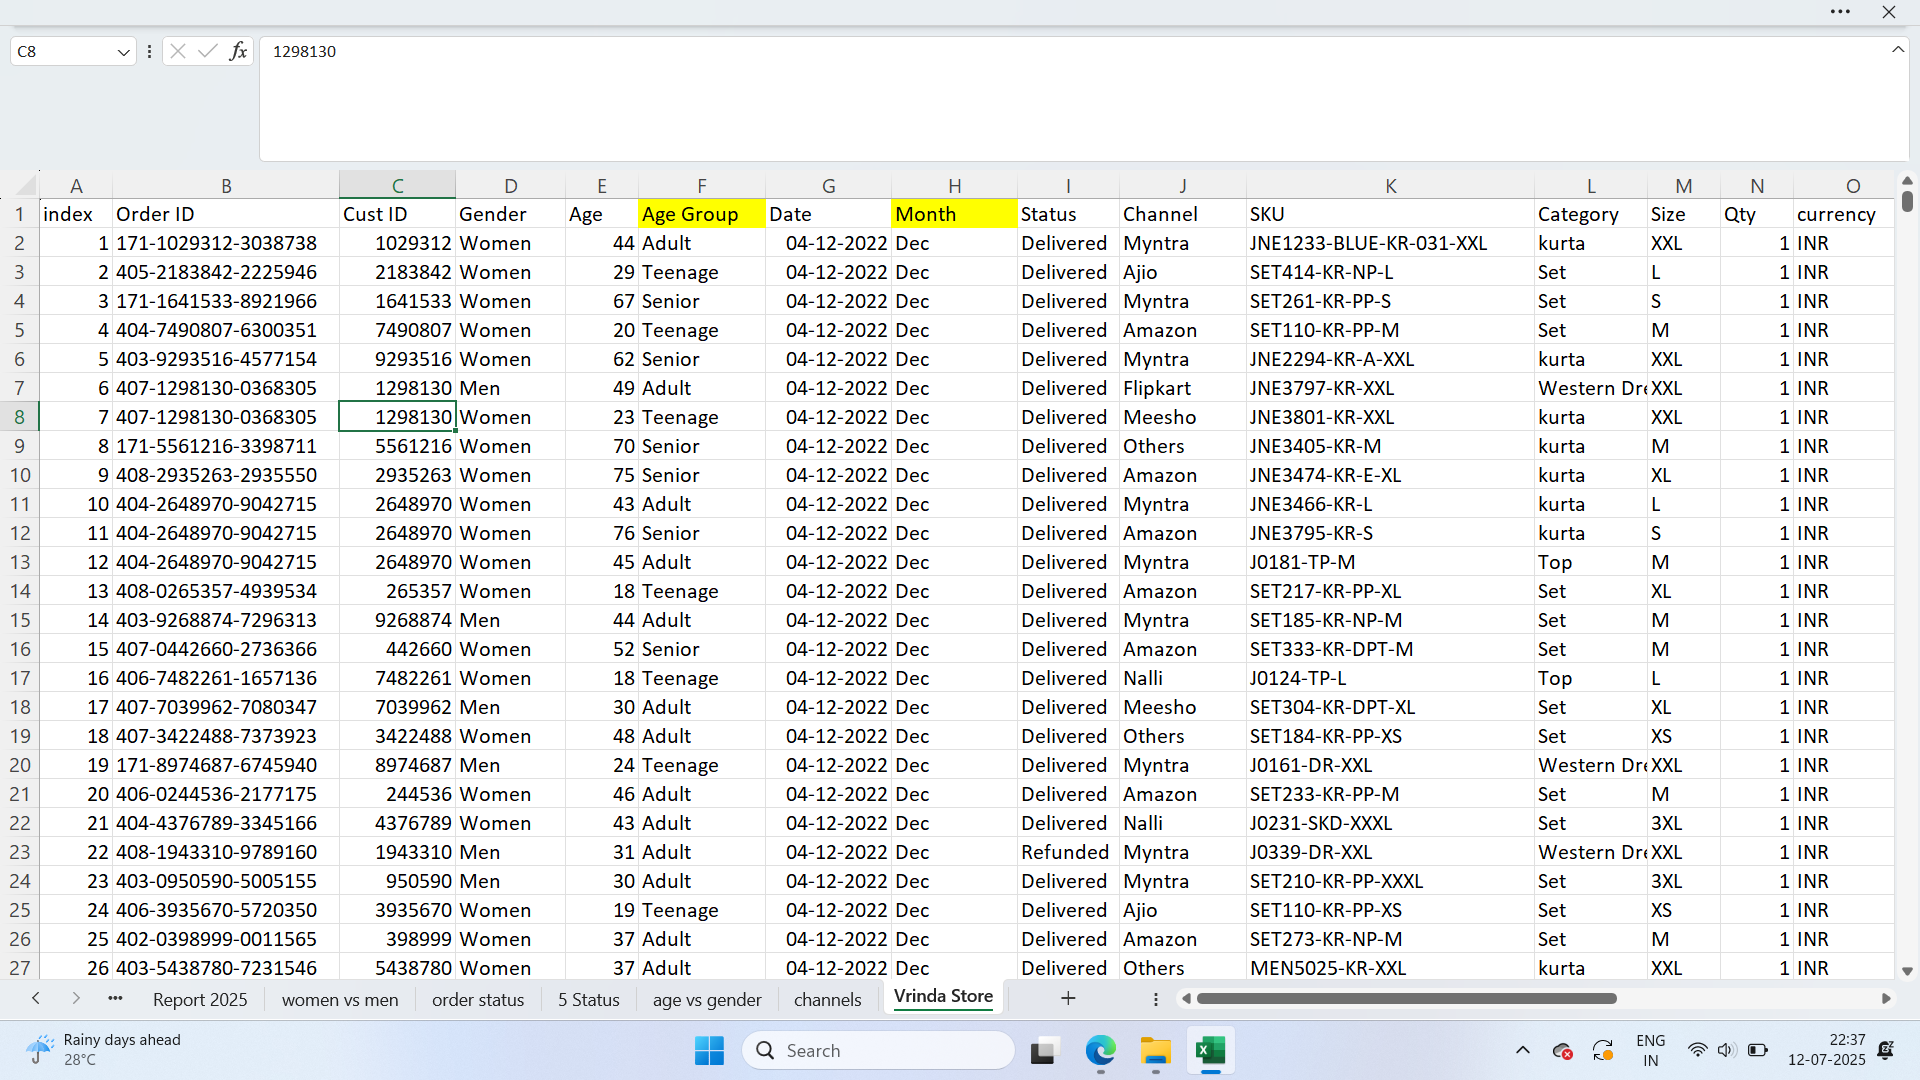 C8 fx 1298130
A B C D E F G H I J K L M N O
1 index Order ID Cust ID Gender Age Age Group Date Month Status Channel SKU Category Size Qty currency
2 1 171-1029312-3038738 1029312 Women 44 Adult 04-12-2022 Dec Delivered Myntra JNE1233-BLUE-KR-031-XXL kurta XXL 1 INR
3 2 405-2183842-2225946 2183842 Women 29 Teenage 04-12-2022 Dec Delivered Ajio SET414-KR-NP-L Set L 1 INR
4 3 171-1641533-8921966 1641533 Women 67 Senior 04-12-2022 Dec Delivered Myntra SET261-KR-PP-S Set S 1 INR
5 4 404-7490807-6300351 7490807 Women 20 Teenage 04-12-2022 Dec Delivered Amazon SET110-KR-PP-M Set M 1 INR
6 5 403-9293516-4577154 9293516 Women 62 Senior 04-12-2022 Dec Delivered Myntra JNE2294-KR-A-XXL kurta XXL 1 INR
7 6 407-1298130-0368305 1298130 Men 49 Adult 04-12-2022 Dec Delivered Flipkart JNE3797-KR-XXL Western Dre XXL 1 INR
8 7 407-1298130-0368305 1298130 Women 23 Teenage 04-12-2022 Dec Delivered Meesho JNE3801-KR-XXL kurta XXL 1 INR
9 8 171-5561216-3398711 5561216 Women 70 Senior 04-12-2022 Dec Delivered Others JNE3405-KR-M kurta M 1 INR
10 9 408-2935263-2935550 2935263 Women 75 Senior 04-12-2022 Dec Delivered Amazon JNE3474-KR-E-XL kurta XL 1 INR
11 10 404-2648970-9042715 2648970 Women 43 Adult 04-12-2022 Dec Delivered Myntra JNE3466-KR-L kurta L 1 INR
12 11 404-2648970-9042715 2648970 Women 76 Senior 04-12-2022 Dec Delivered Amazon JNE3795-KR-S kurta S 1 INR
13 12 404-2648970-9042715 2648970 Women 45 Adult 04-12-2022 Dec Delivered Myntra J0181-TP-M Top M 1 INR
14 13 408-0265357-4939534 265357 Women 18 Teenage 04-12-2022 Dec Delivered Amazon SET217-KR-PP-XL Set XL 1 INR
15 14 403-9268874-7296313 9268874 Men 44 Adult 04-12-2022 Dec Delivered Myntra SET185-KR-NP-M Set M 1 INR
16 15 407-0442660-2736366 442660 Women 52 Senior 04-12-2022 Dec Delivered Amazon SET333-KR-DPT-M Set M 1 INR
17 16 406-7482261-1657136 7482261 Women 18 Teenage 04-12-2022 Dec Delivered Nalli J0124-TP-L Top L 1 INR
18 17 407-7039962-7080347 7039962 Men 30 Adult 04-12-2022 Dec Delivered Meesho SET304-KR-DPT-XL Set XL 1 INR
19 18 407-3422488-7373923 3422488 Women 48 Adult 04-12-2022 Dec Delivered Others SET184-KR-PP-XS Set XS 1 INR
20 19 171-8974687-6745940 8974687 Men 24 Teenage 04-12-2022 Dec Delivered Myntra J0161-DR-XXL Western Dre XXL 1 INR
21 20 406-0244536-2177175 244536 Women 46 Adult 04-12-2022 Dec Delivered Amazon SET233-KR-PP-M Set M 1 INR
22 21 404-4376789-3345166 4376789 Women 43 Adult 04-12-2022 Dec Delivered Nalli J0231-SKD-XXXL Set 3XL 1 INR
23 22 408-1943310-9789160 1943310 Men 31 Adult 04-12-2022 Dec Refunded Myntra J0339-DR-XXL Western Dre XXL 1 INR
24 23 403-0950590-5005155 950590 Men 30 Adult 04-12-2022 Dec Delivered Myntra SET210-KR-PP-XXXL Set 3XL 1 INR
25 24 406-3935670-5720350 3935670 Women 19 Teenage 04-12-2022 Dec Delivered Ajio SET110-KR-PP-XS Set XS 1 INR
26 25 402-0398999-0011565 398999 Women 37 Adult 04-12-2022 Dec Delivered Amazon SET273-KR-NP-M Set M 1 INR
27 26 403-5438780-7231546 5438780 Women 37 Adult 04-12-2022 Dec Delivered Others MEN5025-KR-XXL kurta XXL 1 INR
Report 2025 women vs men order status 5 Status age vs gender channels Vrinda Store
Rainy days ahead
28°C
Search
ENG
IN
22:37
12-07-2025